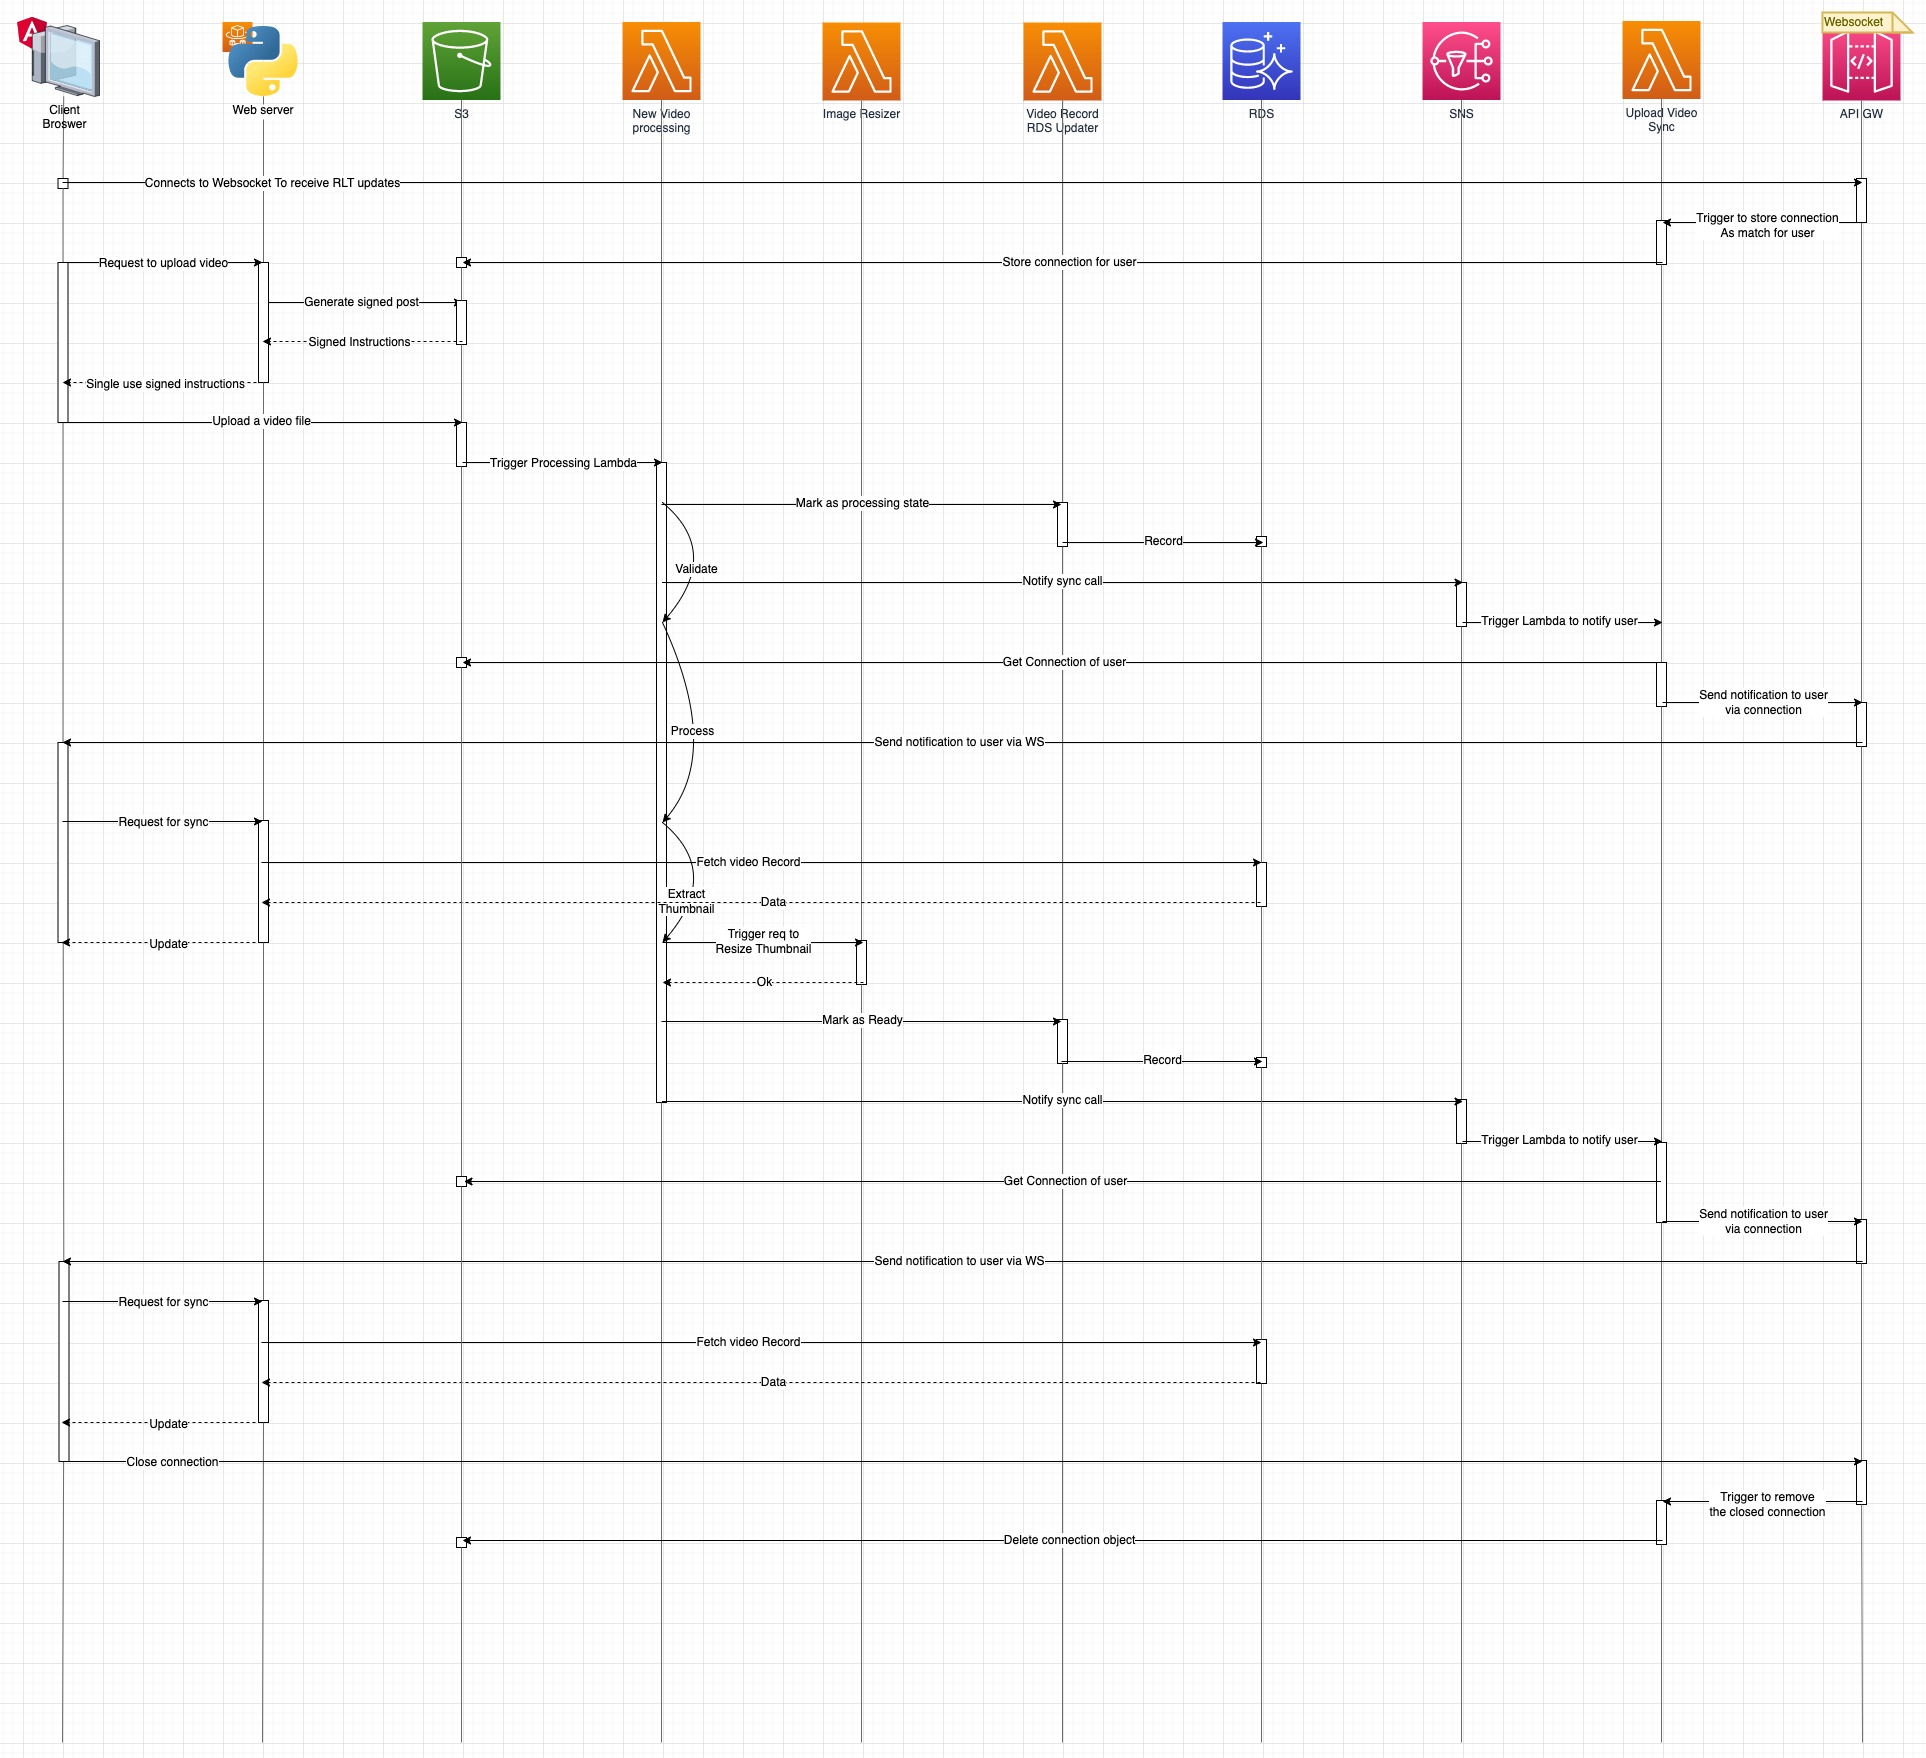 Websocket
Client
Broswer
Web server
S3
New Video
processing
Image Resizer
Video Record
RDS Updater
RDS
SNS
Upload Video
Sync
API GW
Connects to Websocket To receive RLT updates
Trigger to store connection
As match for user
Request to upload video
Store connection for user
Generate signed post
Signed Instructions
Single use signed instructions
Upload a video file
Trigger Processing Lambda
Mark as processing state
Record
Validate
Notify sync call
Trigger Lambda to notify user
Get Connection of user
Send notification to user
via connection
Process
Send notification to user via WS
Request for sync
Fetch video Record
Extract
Thumbnail
Data
Update
Trigger req to
Resize Thumbnail
Ok
Mark as Ready
Record
Notify sync call
Trigger Lambda to notify user
Get Connection of user
Send notification to user
via connection
Send notification to user via WS
Request for sync
Fetch video Record
Data
Update
Close connection
Trigger to remove
the closed connection
Delete connection object